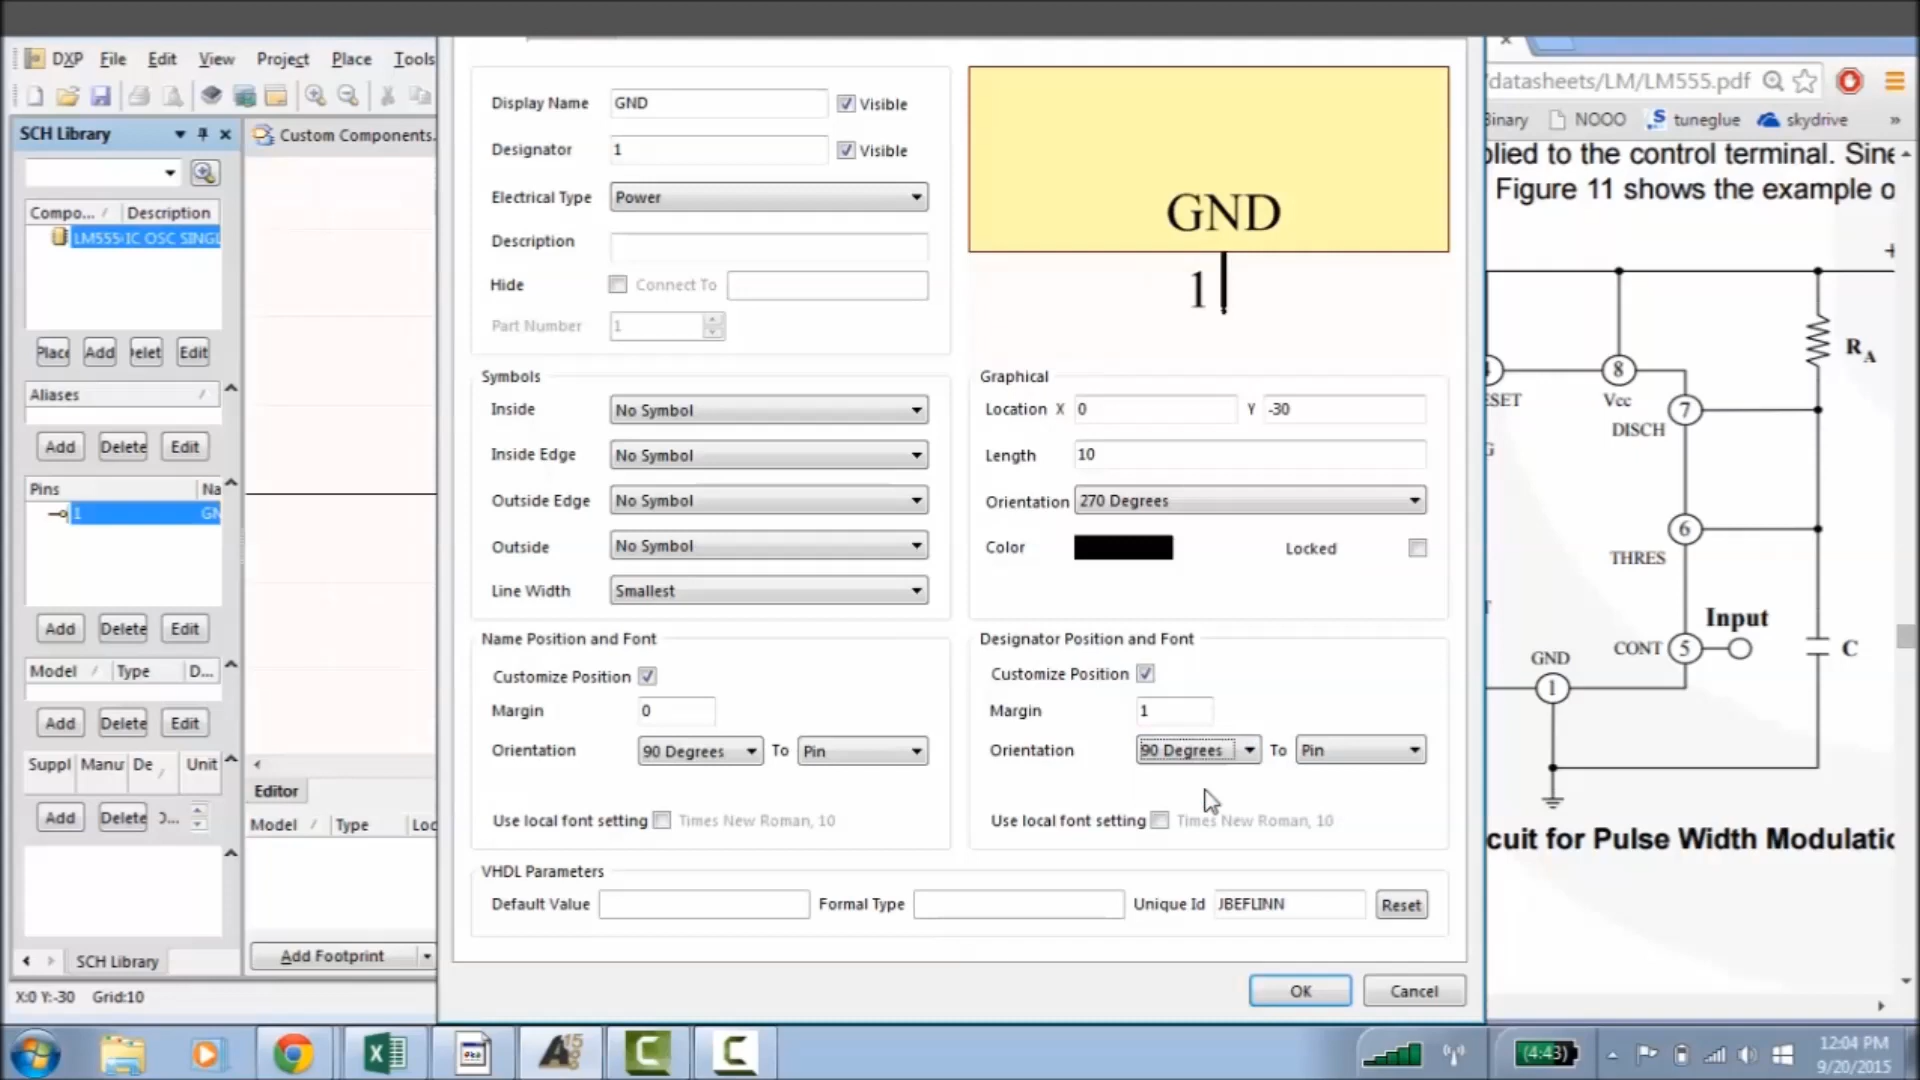 DXP File Edit View Project Place Tools
SCH Library
Custom Components.
Compo... / Description
LM555 IC OSC SINGL
Place Add Delet Edit
Aliases /
Add Delete Edit
Pins Na
1 GN
Add Delete Edit
Model / Type D...
Add Delete Edit
Suppl Manu De / Unit
Add Delete
SCH Library
X:0 Y:-30 Grid:10
Editor
Model / Type Loc
Add Footprint
Display Name GND Visible
Designator 1 Visible
Electrical Type Power
Description
Hide Connect To
Part Number 1
Symbols
Inside No Symbol
Inside Edge No Symbol
Outside Edge No Symbol
Outside No Symbol
Line Width Smallest
Name Position and Font
Customize Position
Margin 0
Orientation 90 Degrees To Pin
Use local font setting Times New Roman, 10
GND
1
Graphical
Location X 0 Y -30
Length 10
Orientation 270 Degrees
Color Locked
Designator Position and Font
Customize Position
Margin 1
Orientation 90 Degrees To Pin
Use local font setting Times New Roman, 10
VHDL Parameters
Default Value Formal Type Unique Id JBEFLINN Reset
OK Cancel
/datasheets/LM/LM555.pdf
Binary NOOO tuneglue skydrive »
plied to the control terminal. Sine
Figure 11 shows the example o
+
RA
8
ESET Vcc
7
DISCH
6
THRES
Input
GND CONT 5 C
1
cuit for Pulse Width Modulatio
(4:43)
12:04 PM
9/20/2015